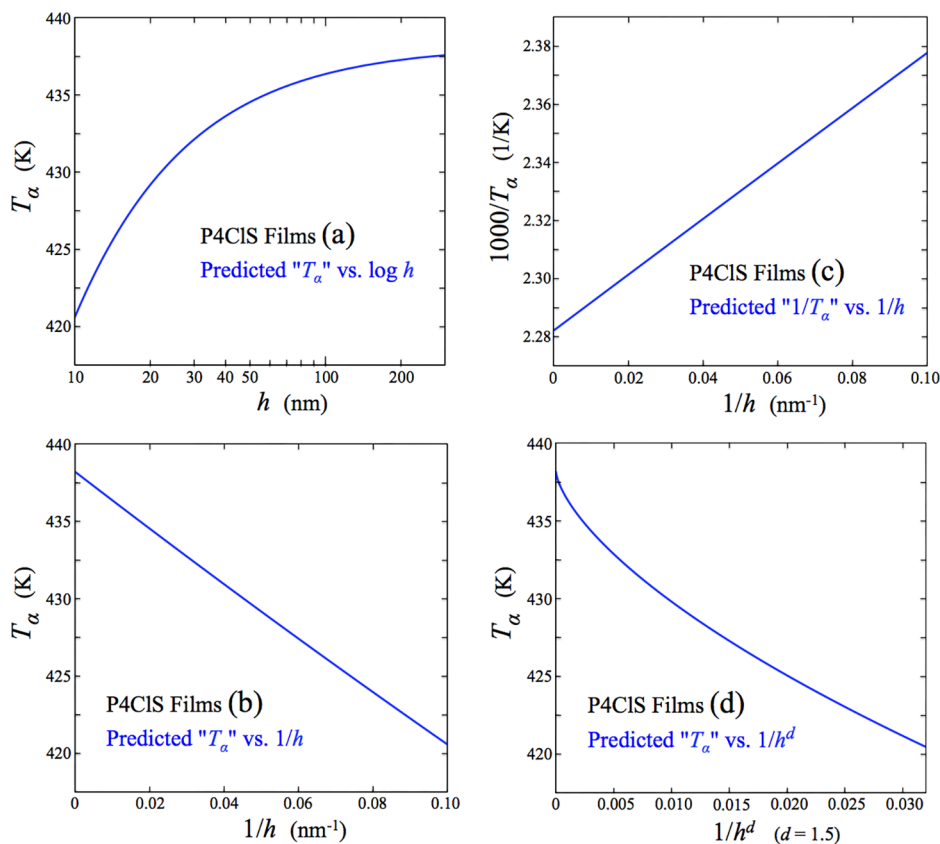 440
435
430
425
420
Tα (K)
P4ClS Films (a)
Predicted "Tα" vs. log h
10 20 30 40 50 100 200
h (nm)
2.38
2.36
2.34
2.32
2.30
2.28
1000/Tα (1/K)
P4ClS Films (c)
Predicted "1/Tα" vs. 1/h
0 0.02 0.04 0.06 0.08 0.10
1/h (nm-1)
440
435
430
425
420
Tα (K)
P4ClS Films (b)
Predicted "Tα" vs. 1/h
0 0.02 0.04 0.06 0.08 0.10
1/h (nm-1)
440
435
430
425
420
Tα (K)
P4ClS Films (d)
Predicted "Tα" vs. 1/hd
0 0.005 0.010 0.015 0.020 0.025 0.030
1/hd (d = 1.5)